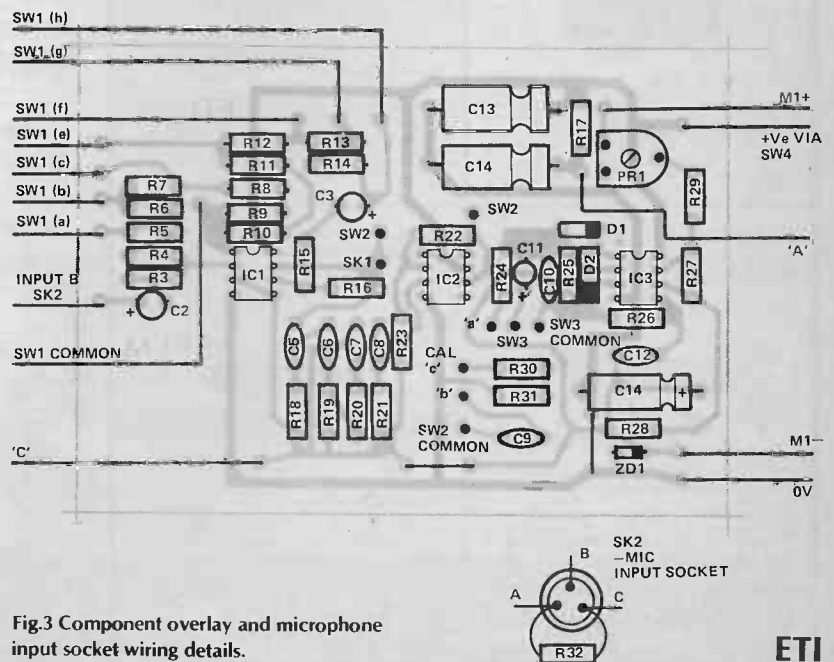 SW1 (h)
SW1 (g)
SW1 (f)
SW1 (e)
SW1 (c)
SW1 (b)
SW1 (a)
INPUT B
SK2
SW1 COMMON
'C'
R7
R6
R5
R4
R3
+ C2
R12
R11
R8
R9
R10
IC1
R13
R14
C3
+
SW2
SK1
R15
R16
C5
C6
C7
C8
R23
R18
R19
R20
R21
C13
C14
R17
PR1
R29
SW2
R22
IC2
C11
+
R24
C10
R25
D1
D2
IC3
R27
R26
'a'
SW3
SW3
COMMON
CAL
'c'
'b'
R30
R31
SW2
COMMON
C9
C12
C14 +
R28
ZD1
M1+
+Ve VIA
SW4
'A'
M1−
0V
SK2
−MIC
INPUT SOCKET
B
A
C
R32
Fig.3 Component overlay and microphone
input socket wiring details.
ETI